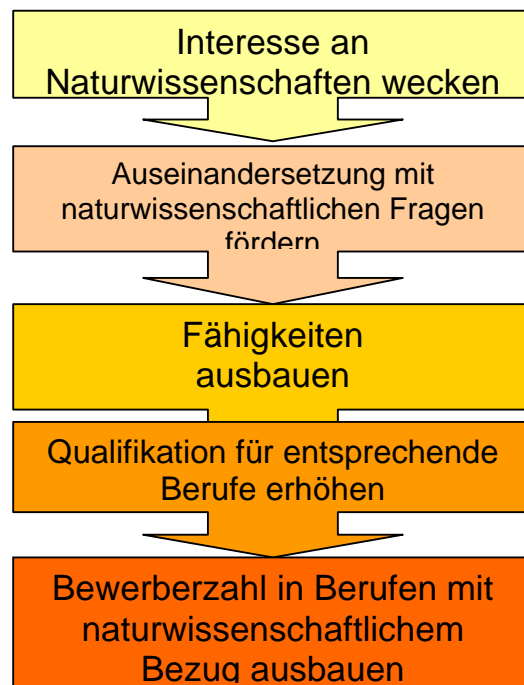 Interesse an
Naturwissenschaften wecken
Auseinandersetzung mit
naturwissenschaftlichen Fragen
fördern
Fähigkeiten
ausbauen
Qualifikation für entsprechende
Berufe erhöhen
Bewerberzahl in Berufen mit
naturwissenschaftlichem
Bezug ausbauen